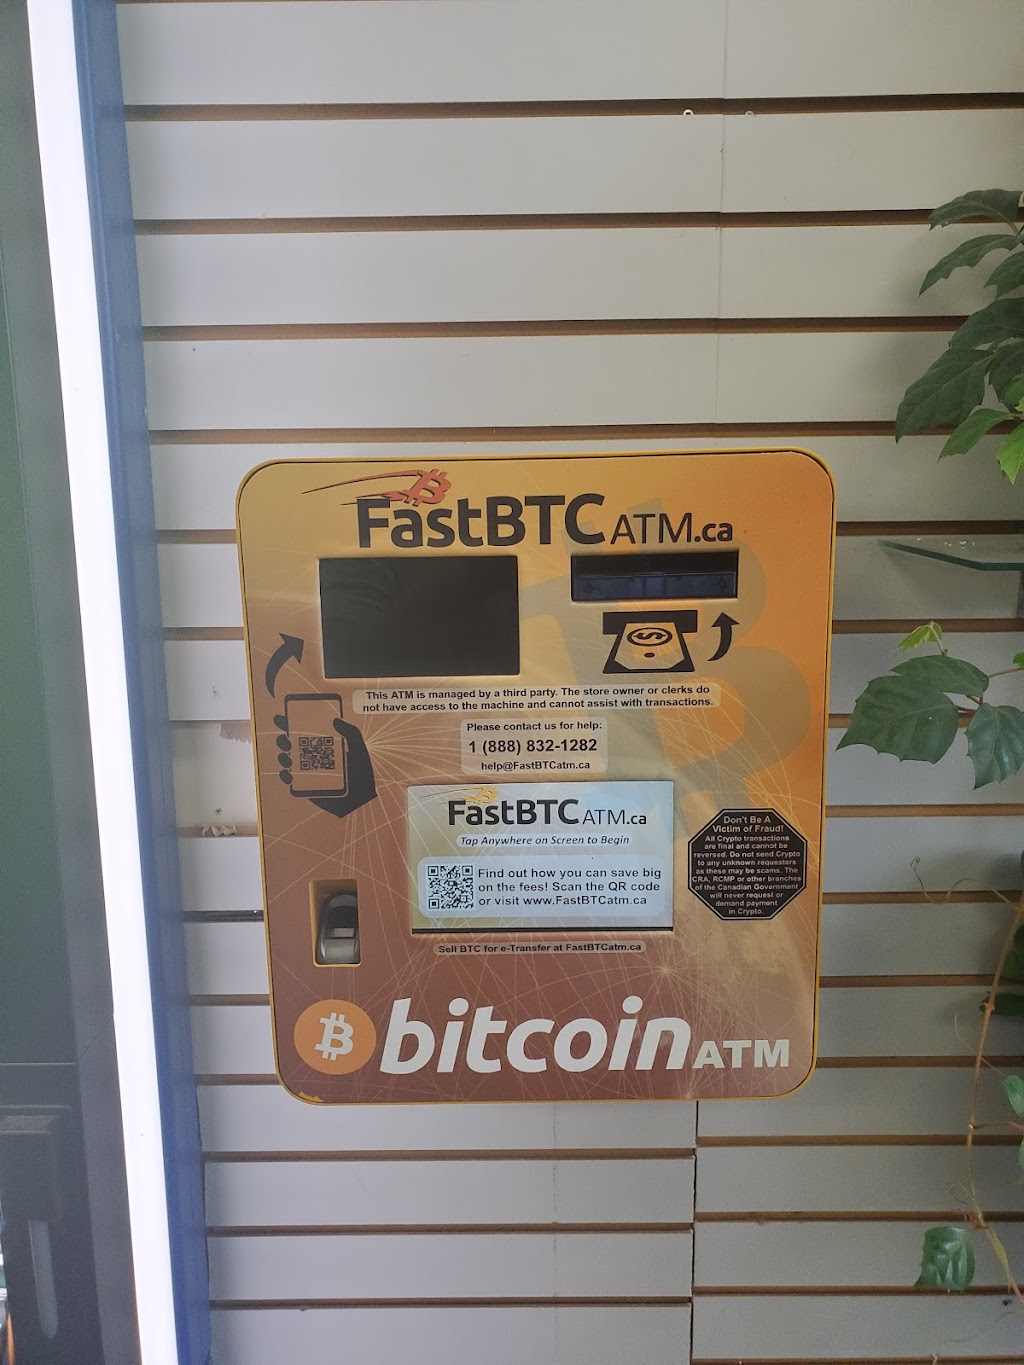 FastBTC ATM.ca
This ATM is managed by a third party. The store owner or clerks do
not have access to the machine and cannot assist with transactions.
Please contact us for help:
1 (888) 832-1282
help@FastBTCatm.ca
FastBTC ATM.ca
Tap Anywhere on Screen to Begin
Find out how you can save big
on the fees! Scan the QR code
or visit www.FastBTCatm.ca
Sell BTC for e-Transfer at FastBTCatm.ca
Don't Be A
Victim of Fraud!
All Crypto transactions
are final and cannot be
reversed. Do not send Crypto
to any unknown requesters
as these may be scams. The
CRA, RCMP or other branches
of the Canadian Government
will never request or
demand payment
in Crypto.
bitcoin ATM